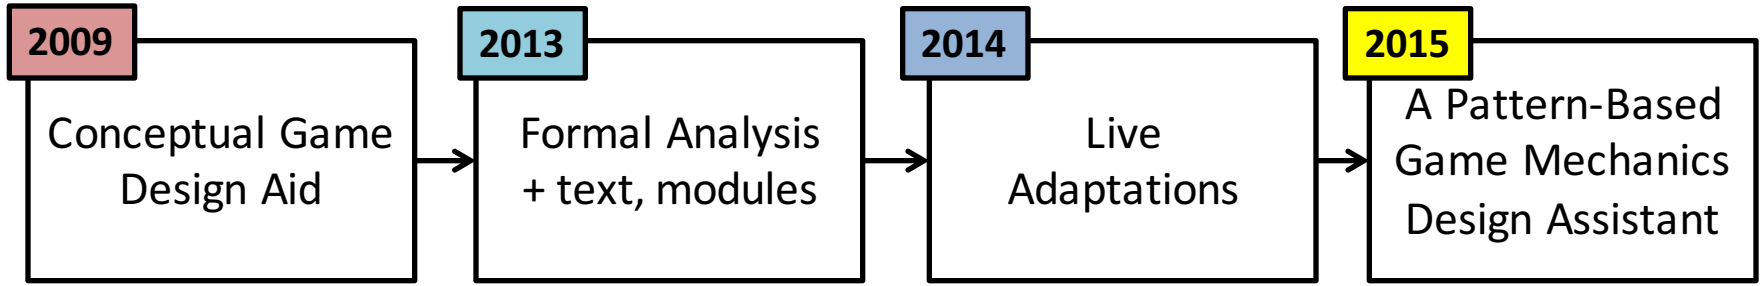 2009
Conceptual Game
Design Aid
2013
Formal Analysis
+ text, modules
2014
Live
Adaptations
2015
A Pattern-Based
Game Mechanics
Design Assistant